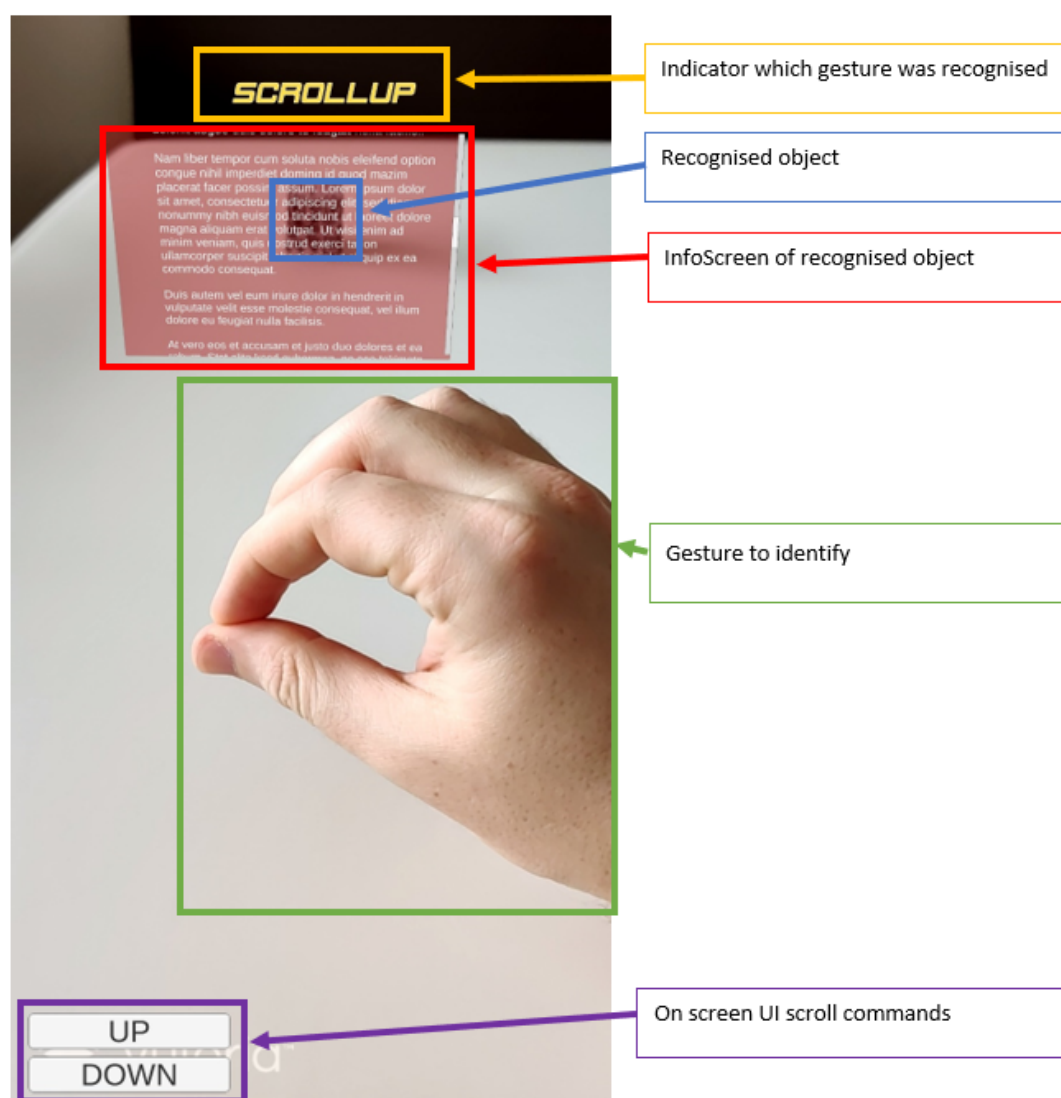 SCROLLUP
Indicator which gesture was recognised
Nam liber tempor cum soluta nobis eleifend option
congue nihil imperdiet doming id quod mazim
placerat facer possim assum. Lorem ipsum dolor
sit amet, consectetuer adipiscing elit, sed diam
nonummy nibh euismod tincidunt ut laoreet dolore
magna aliquam erat volutpat. Ut wisi enim ad
minim veniam, quis nostrud exerci tation
ullamcorper suscipit quip ex ea
commodo consequat.
Duis autem vel eum iriure dolor in hendrerit in
vulputate velit esse molestie consequat, vel illum
dolore eu feugiat nulla facilisis.
At vero eos et accusam et justo duo dolores et ea
Recognised object
InfoScreen of recognised object
Gesture to identify
On screen UI scroll commands
UP
DOWN